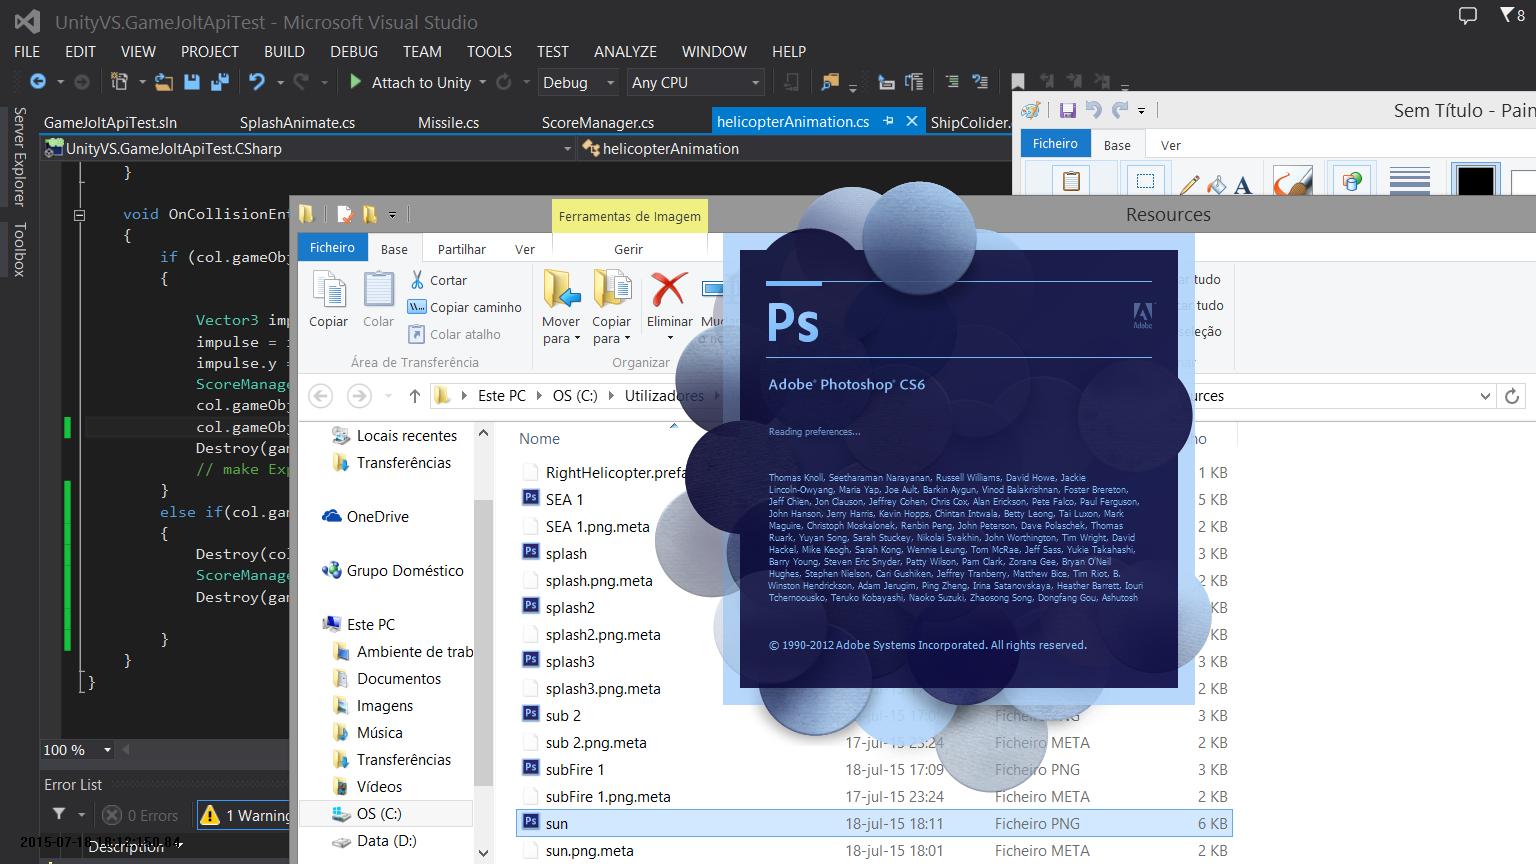 UnityVS.GameJoltApiTest - Microsoft Visual Studio
8
FILE EDIT VIEW PROJECT BUILD DEBUG TEAM TOOLS TEST ANALYZE WINDOW HELP
Attach to Unity Debug Any CPU
Server Explorer
Toolbox
GameJoltApiTest.sln SplashAnimate.cs Missile.cs ScoreManager.cs helicopterAnimation.cs ShipColider.
UnityVS.GameJoltApiTest.CSharp helicopterAnimation
}
void OnCollisionEnt
{
if (col.gameObj
{
Vector3 imp
impulse =
impulse.y =
ScoreManage
col.gameObj
col.gameObj
Destroy(gam
// make Exp
}
else if(col.gam
{
Destroy(col
ScoreManage
Destroy(gam
}
}
}
100 %
Error List
0 Errors 1 Warning
2015-07-18 18:12:
Description
Sem Título - Pain
Ficheiro Base Ver
A
Resources
Ferramentas de Imagem
Ficheiro Base Partilhar Ver Gerir
Copiar Colar
Cortar
Copiar caminho
Colar atalho
Área de Transferência
Mover para
Copiar para
Eliminar
Organizar
Este PC OS (C:) Utilizadores
Locais recentes
Transferências
OneDrive
Grupo Doméstico
Este PC
Ambiente de trab
Documentos
Imagens
Música
Transferências
Vídeos
OS (C:)
Data (D:)
Nome
RightHelicopter.prefa 1 KB
SEA 1 5 KB
SEA 1.png.meta 2 KB
splash 3 KB
splash.png.meta 2 KB
splash2 KB
splash2.png.meta KB
splash3 3 KB
splash3.png.meta 2 KB
sub 2 Ficheiro PNG 3 KB
sub 2.png.meta 17-jul-15 23:24 Ficheiro META 2 KB
subFire 1 18-jul-15 17:09 Ficheiro PNG 3 KB
subFire 1.png.meta 17-jul-15 23:24 Ficheiro META 2 KB
sun 18-jul-15 18:11 Ficheiro PNG 6 KB
sun.png.meta 18-jul-15 18:01 Ficheiro META 2 KB
Ps
Adobe
Adobe® Photoshop® CS6
Reading preferences...
Thomas Knoll, Seetharaman Narayanan, Russell Williams, David Howe, Jackie
Lincoln-Owyang, Maria Yap, Joe Ault, Barkin Aygun, Vinod Balakrishnan, Foster Brereton,
Jeff Chien, Jon Clauson, Jeffrey Cohen, Chris Cox, Alan Erickson, Pete Falco, Paul Ferguson,
John Hanson, Jerry Harris, Kevin Hopps, Chintan Intwala, Betty Leong, Tai Luxon, Mark
Maguire, Christoph Moskalonek, Renbin Peng, John Peterson, Dave Polaschek, Thomas
Ruark, Yuyan Song, Sarah Stuckey, Nikolai Svakhin, John Worthington, Tim Wright, David
Hackel, Mike Keogh, Sarah Kong, Wennie Leung, Tom McRae, Jeff Sass, Yukie Takahashi,
Barry Young, Steven Eric Snyder, Patty Wilson, Pam Clark, Zorana Gee, Bryan O'Neil
Hughes, Stephen Nielson, Cari Gushiken, Jeffrey Tranberry, Matthew Bice, Tim Riot, B.
Winston Hendrickson, Adam Jerugim, Ping Zheng, Irina Satanovskaya, Heather Barrett, Iouri
Tchernoousko, Teruko Kobayashi, Naoko Suzuki, Zhaosong Song, Dongfang Gou, Ashutosh
© 1990-2012 Adobe Systems Incorporated. All rights reserved.